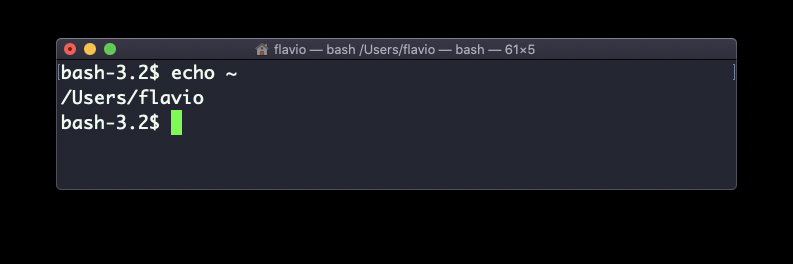 flavio — bash /Users/flavio — bash — 61×5
bash-3.2$ echo ~
/Users/flavio
bash-3.2$